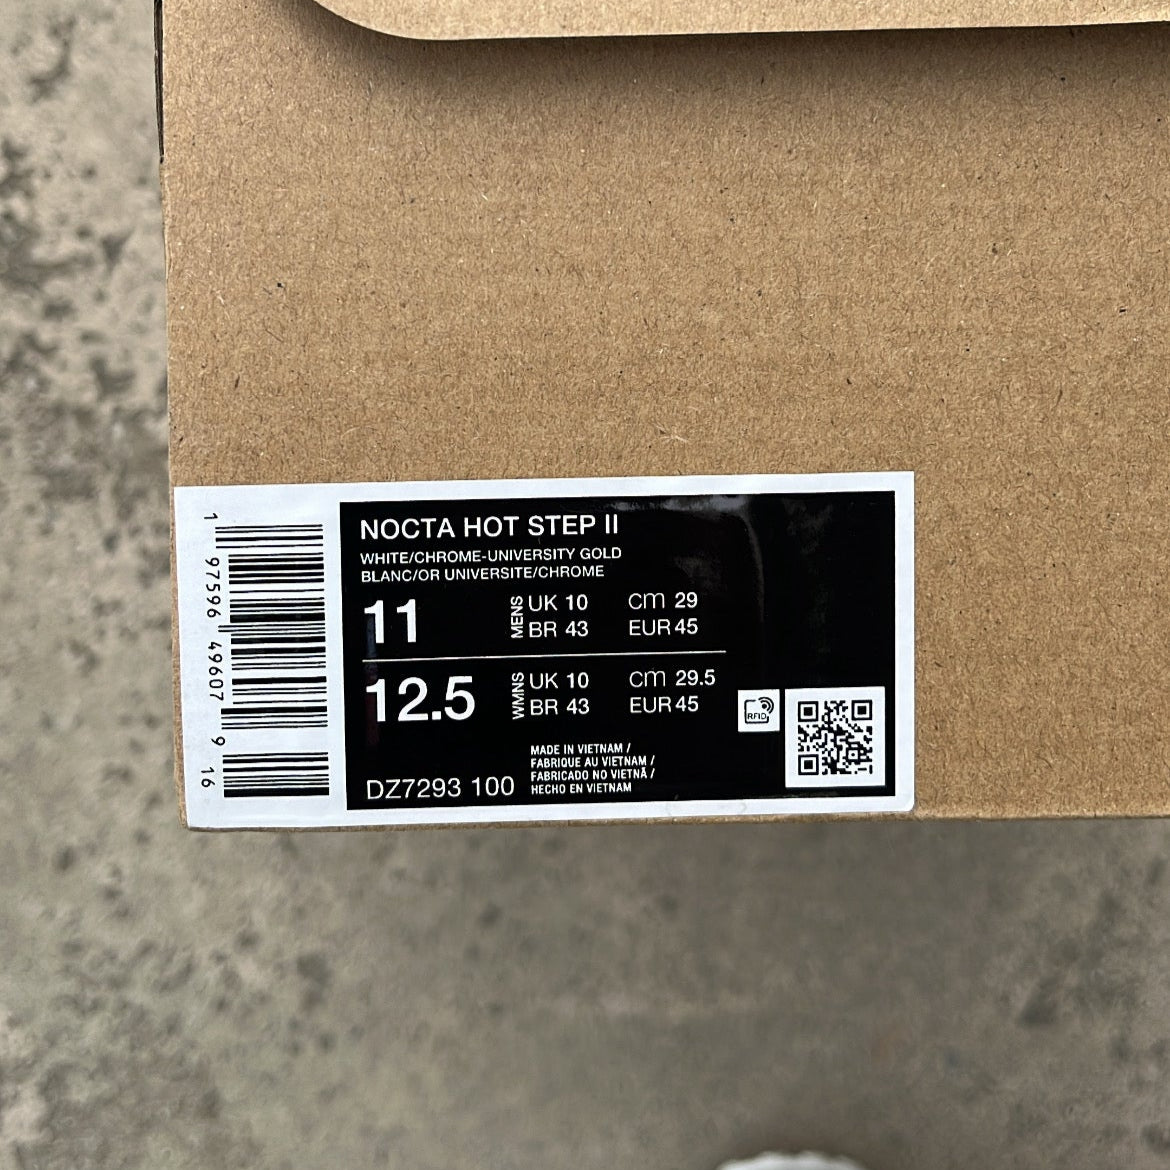 NOCTA HOT STEP II
WHITE/CHROME-UNIVERSITY GOLD
BLANC/OR UNIVERSITE/CHROME
11 MENS UK 10 CM 29
BR 43 EUR 45
12.5 WMNS UK 10 CM 29.5
BR 43 EUR 45
RFID
MADE IN VIETNAM /
FABRIQUE AU VIETNAM /
FABRICADO NO VIETNÃ /
HECHO EN VIETNAM
DZ7293 100
1 97596 49607 9 16